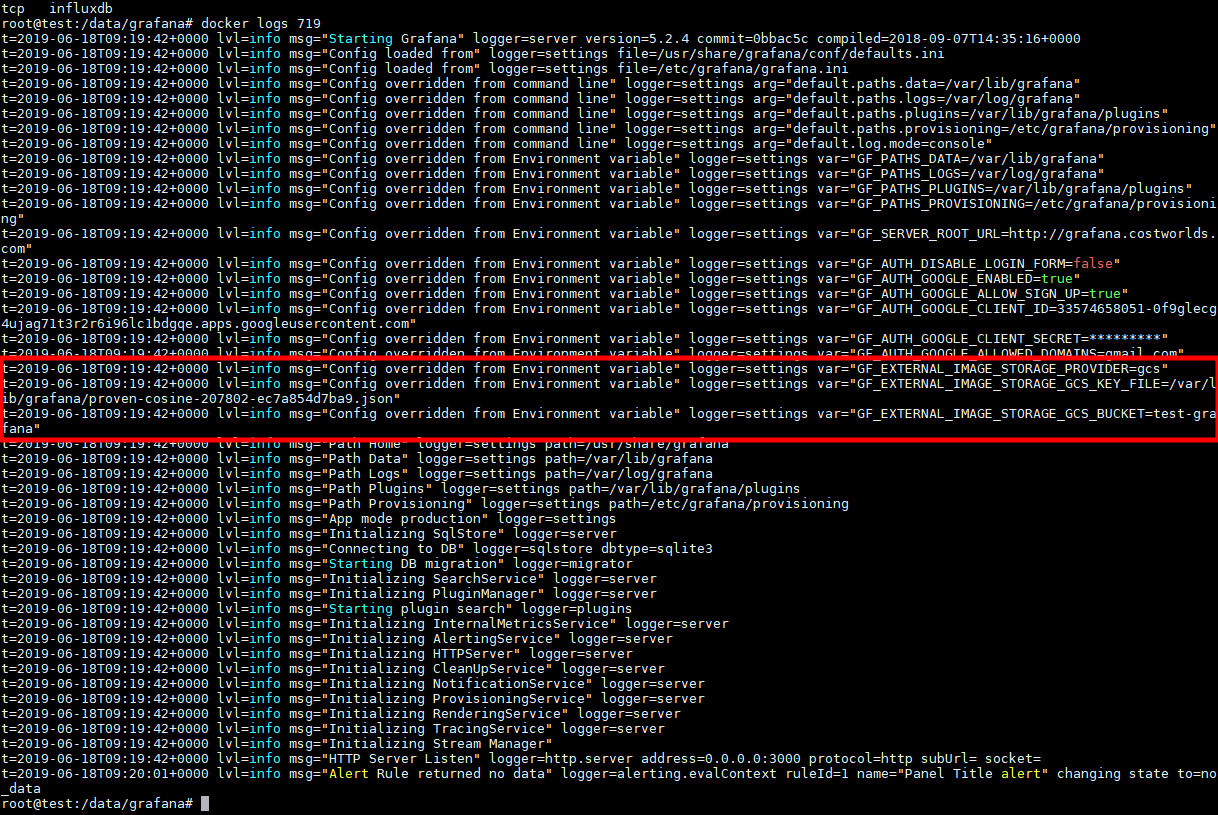 tcp   influxdb
root@test:/data/grafana# docker logs 719
t=2019-06-18T09:19:42+0000 lvl=info msg="Starting Grafana" logger=server version=5.2.4 commit=0bbac5c compiled=2018-09-07T14:35:16+0000
t=2019-06-18T09:19:42+0000 lvl=info msg="Config loaded from" logger=settings file=/usr/share/grafana/conf/defaults.ini
t=2019-06-18T09:19:42+0000 lvl=info msg="Config loaded from" logger=settings file=/etc/grafana/grafana.ini
t=2019-06-18T09:19:42+0000 lvl=info msg="Config overridden from command line" logger=settings arg="default.paths.data=/var/lib/grafana"
t=2019-06-18T09:19:42+0000 lvl=info msg="Config overridden from command line" logger=settings arg="default.paths.logs=/var/log/grafana"
t=2019-06-18T09:19:42+0000 lvl=info msg="Config overridden from command line" logger=settings arg="default.paths.plugins=/var/lib/grafana/plugins"
t=2019-06-18T09:19:42+0000 lvl=info msg="Config overridden from command line" logger=settings arg="default.paths.provisioning=/etc/grafana/provisioning"
t=2019-06-18T09:19:42+0000 lvl=info msg="Config overridden from command line" logger=settings arg="default.log.mode=console"
t=2019-06-18T09:19:42+0000 lvl=info msg="Config overridden from Environment variable" logger=settings var="GF_PATHS_DATA=/var/lib/grafana"
t=2019-06-18T09:19:42+0000 lvl=info msg="Config overridden from Environment variable" logger=settings var="GF_PATHS_LOGS=/var/log/grafana"
t=2019-06-18T09:19:42+0000 lvl=info msg="Config overridden from Environment variable" logger=settings var="GF_PATHS_PLUGINS=/var/lib/grafana/plugins"
t=2019-06-18T09:19:42+0000 lvl=info msg="Config overridden from Environment variable" logger=settings var="GF_PATHS_PROVISIONING=/etc/grafana/provisioni
ng"
t=2019-06-18T09:19:42+0000 lvl=info msg="Config overridden from Environment variable" logger=settings var="GF_SERVER_ROOT_URL=http://grafana.costworlds.
com"
t=2019-06-18T09:19:42+0000 lvl=info msg="Config overridden from Environment variable" logger=settings var="GF_AUTH_DISABLE_LOGIN_FORM=false"
t=2019-06-18T09:19:42+0000 lvl=info msg="Config overridden from Environment variable" logger=settings var="GF_AUTH_GOOGLE_ENABLED=true"
t=2019-06-18T09:19:42+0000 lvl=info msg="Config overridden from Environment variable" logger=settings var="GF_AUTH_GOOGLE_ALLOW_SIGN_UP=true"
t=2019-06-18T09:19:42+0000 lvl=info msg="Config overridden from Environment variable" logger=settings var="GF_AUTH_GOOGLE_CLIENT_ID=33574658051-0f9glecg
4ujag71t3r2r6i96lc1bdgqe.apps.googleusercontent.com"
t=2019-06-18T09:19:42+0000 lvl=info msg="Config overridden from Environment variable" logger=settings var="GF_AUTH_GOOGLE_CLIENT_SECRET=*********"
t=2019-06-18T09:19:42+0000 lvl=info msg="Config overridden from Environment variable" logger=settings var="GF_AUTH_GOOGLE_ALLOWED_DOMAINS=gmail.com"
t=2019-06-18T09:19:42+0000 lvl=info msg="Config overridden from Environment variable" logger=settings var="GF_EXTERNAL_IMAGE_STORAGE_PROVIDER=gcs"
t=2019-06-18T09:19:42+0000 lvl=info msg="Config overridden from Environment variable" logger=settings var="GF_EXTERNAL_IMAGE_STORAGE_GCS_KEY_FILE=/var/l
ib/grafana/proven-cosine-207802-ec7a854d7ba9.json"
t=2019-06-18T09:19:42+0000 lvl=info msg="Config overridden from Environment variable" logger=settings var="GF_EXTERNAL_IMAGE_STORAGE_GCS_BUCKET=test-gra
fana"
t=2019-06-18T09:19:42+0000 lvl=info msg="Path Home" logger=settings path=/usr/share/grafana
t=2019-06-18T09:19:42+0000 lvl=info msg="Path Data" logger=settings path=/var/lib/grafana
t=2019-06-18T09:19:42+0000 lvl=info msg="Path Logs" logger=settings path=/var/log/grafana
t=2019-06-18T09:19:42+0000 lvl=info msg="Path Plugins" logger=settings path=/var/lib/grafana/plugins
t=2019-06-18T09:19:42+0000 lvl=info msg="Path Provisioning" logger=settings path=/etc/grafana/provisioning
t=2019-06-18T09:19:42+0000 lvl=info msg="App mode production" logger=settings
t=2019-06-18T09:19:42+0000 lvl=info msg="Initializing SqlStore" logger=server
t=2019-06-18T09:19:42+0000 lvl=info msg="Connecting to DB" logger=sqlstore dbtype=sqlite3
t=2019-06-18T09:19:42+0000 lvl=info msg="Starting DB migration" logger=migrator
t=2019-06-18T09:19:42+0000 lvl=info msg="Initializing SearchService" logger=server
t=2019-06-18T09:19:42+0000 lvl=info msg="Initializing PluginManager" logger=server
t=2019-06-18T09:19:42+0000 lvl=info msg="Starting plugin search" logger=plugins
t=2019-06-18T09:19:42+0000 lvl=info msg="Initializing InternalMetricsService" logger=server
t=2019-06-18T09:19:42+0000 lvl=info msg="Initializing AlertingService" logger=server
t=2019-06-18T09:19:42+0000 lvl=info msg="Initializing HTTPServer" logger=server
t=2019-06-18T09:19:42+0000 lvl=info msg="Initializing CleanUpService" logger=server
t=2019-06-18T09:19:42+0000 lvl=info msg="Initializing NotificationService" logger=server
t=2019-06-18T09:19:42+0000 lvl=info msg="Initializing ProvisioningService" logger=server
t=2019-06-18T09:19:42+0000 lvl=info msg="Initializing RenderingService" logger=server
t=2019-06-18T09:19:42+0000 lvl=info msg="Initializing TracingService" logger=server
t=2019-06-18T09:19:42+0000 lvl=info msg="Initializing Stream Manager"
t=2019-06-18T09:19:42+0000 lvl=info msg="HTTP Server Listen" logger=http.server address=0.0.0.0:3000 protocol=http subUrl= socket=
t=2019-06-18T09:20:01+0000 lvl=info msg="Alert Rule returned no data" logger=alerting.evalContext ruleId=1 name="Panel Title alert" changing state to=no
_data
root@test:/data/grafana#